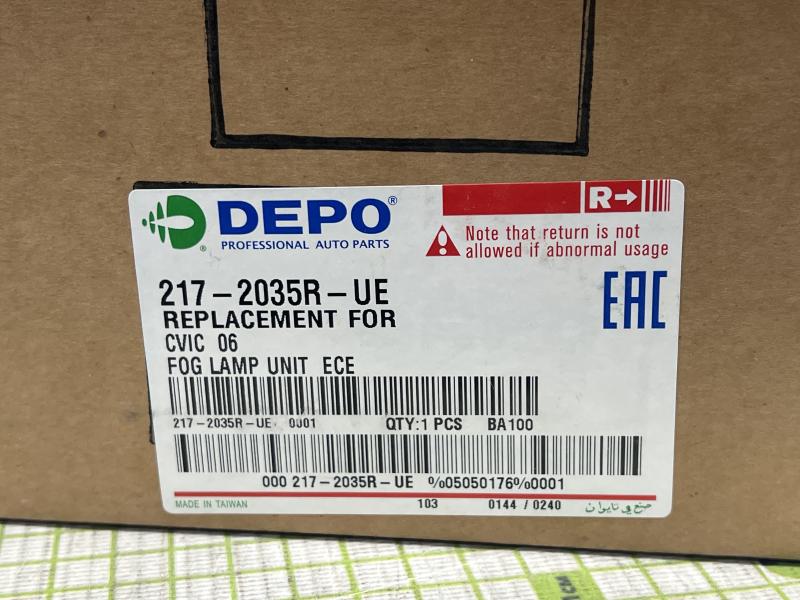 DEPO®
PROFESSIONAL AUTO PARTS
R→
Note that return is not
allowed if abnormal usage
217-2035R-UE
EAC
REPLACEMENT FOR
CVIC 06
FOG LAMP UNIT ECE
217-2035R-UE 0001 QTY:1 PCS BA100
000 217-2035R-UE %05050176%0001
MADE IN TAIWAN 103 0144 / 0240 صنع في تايوان
CM